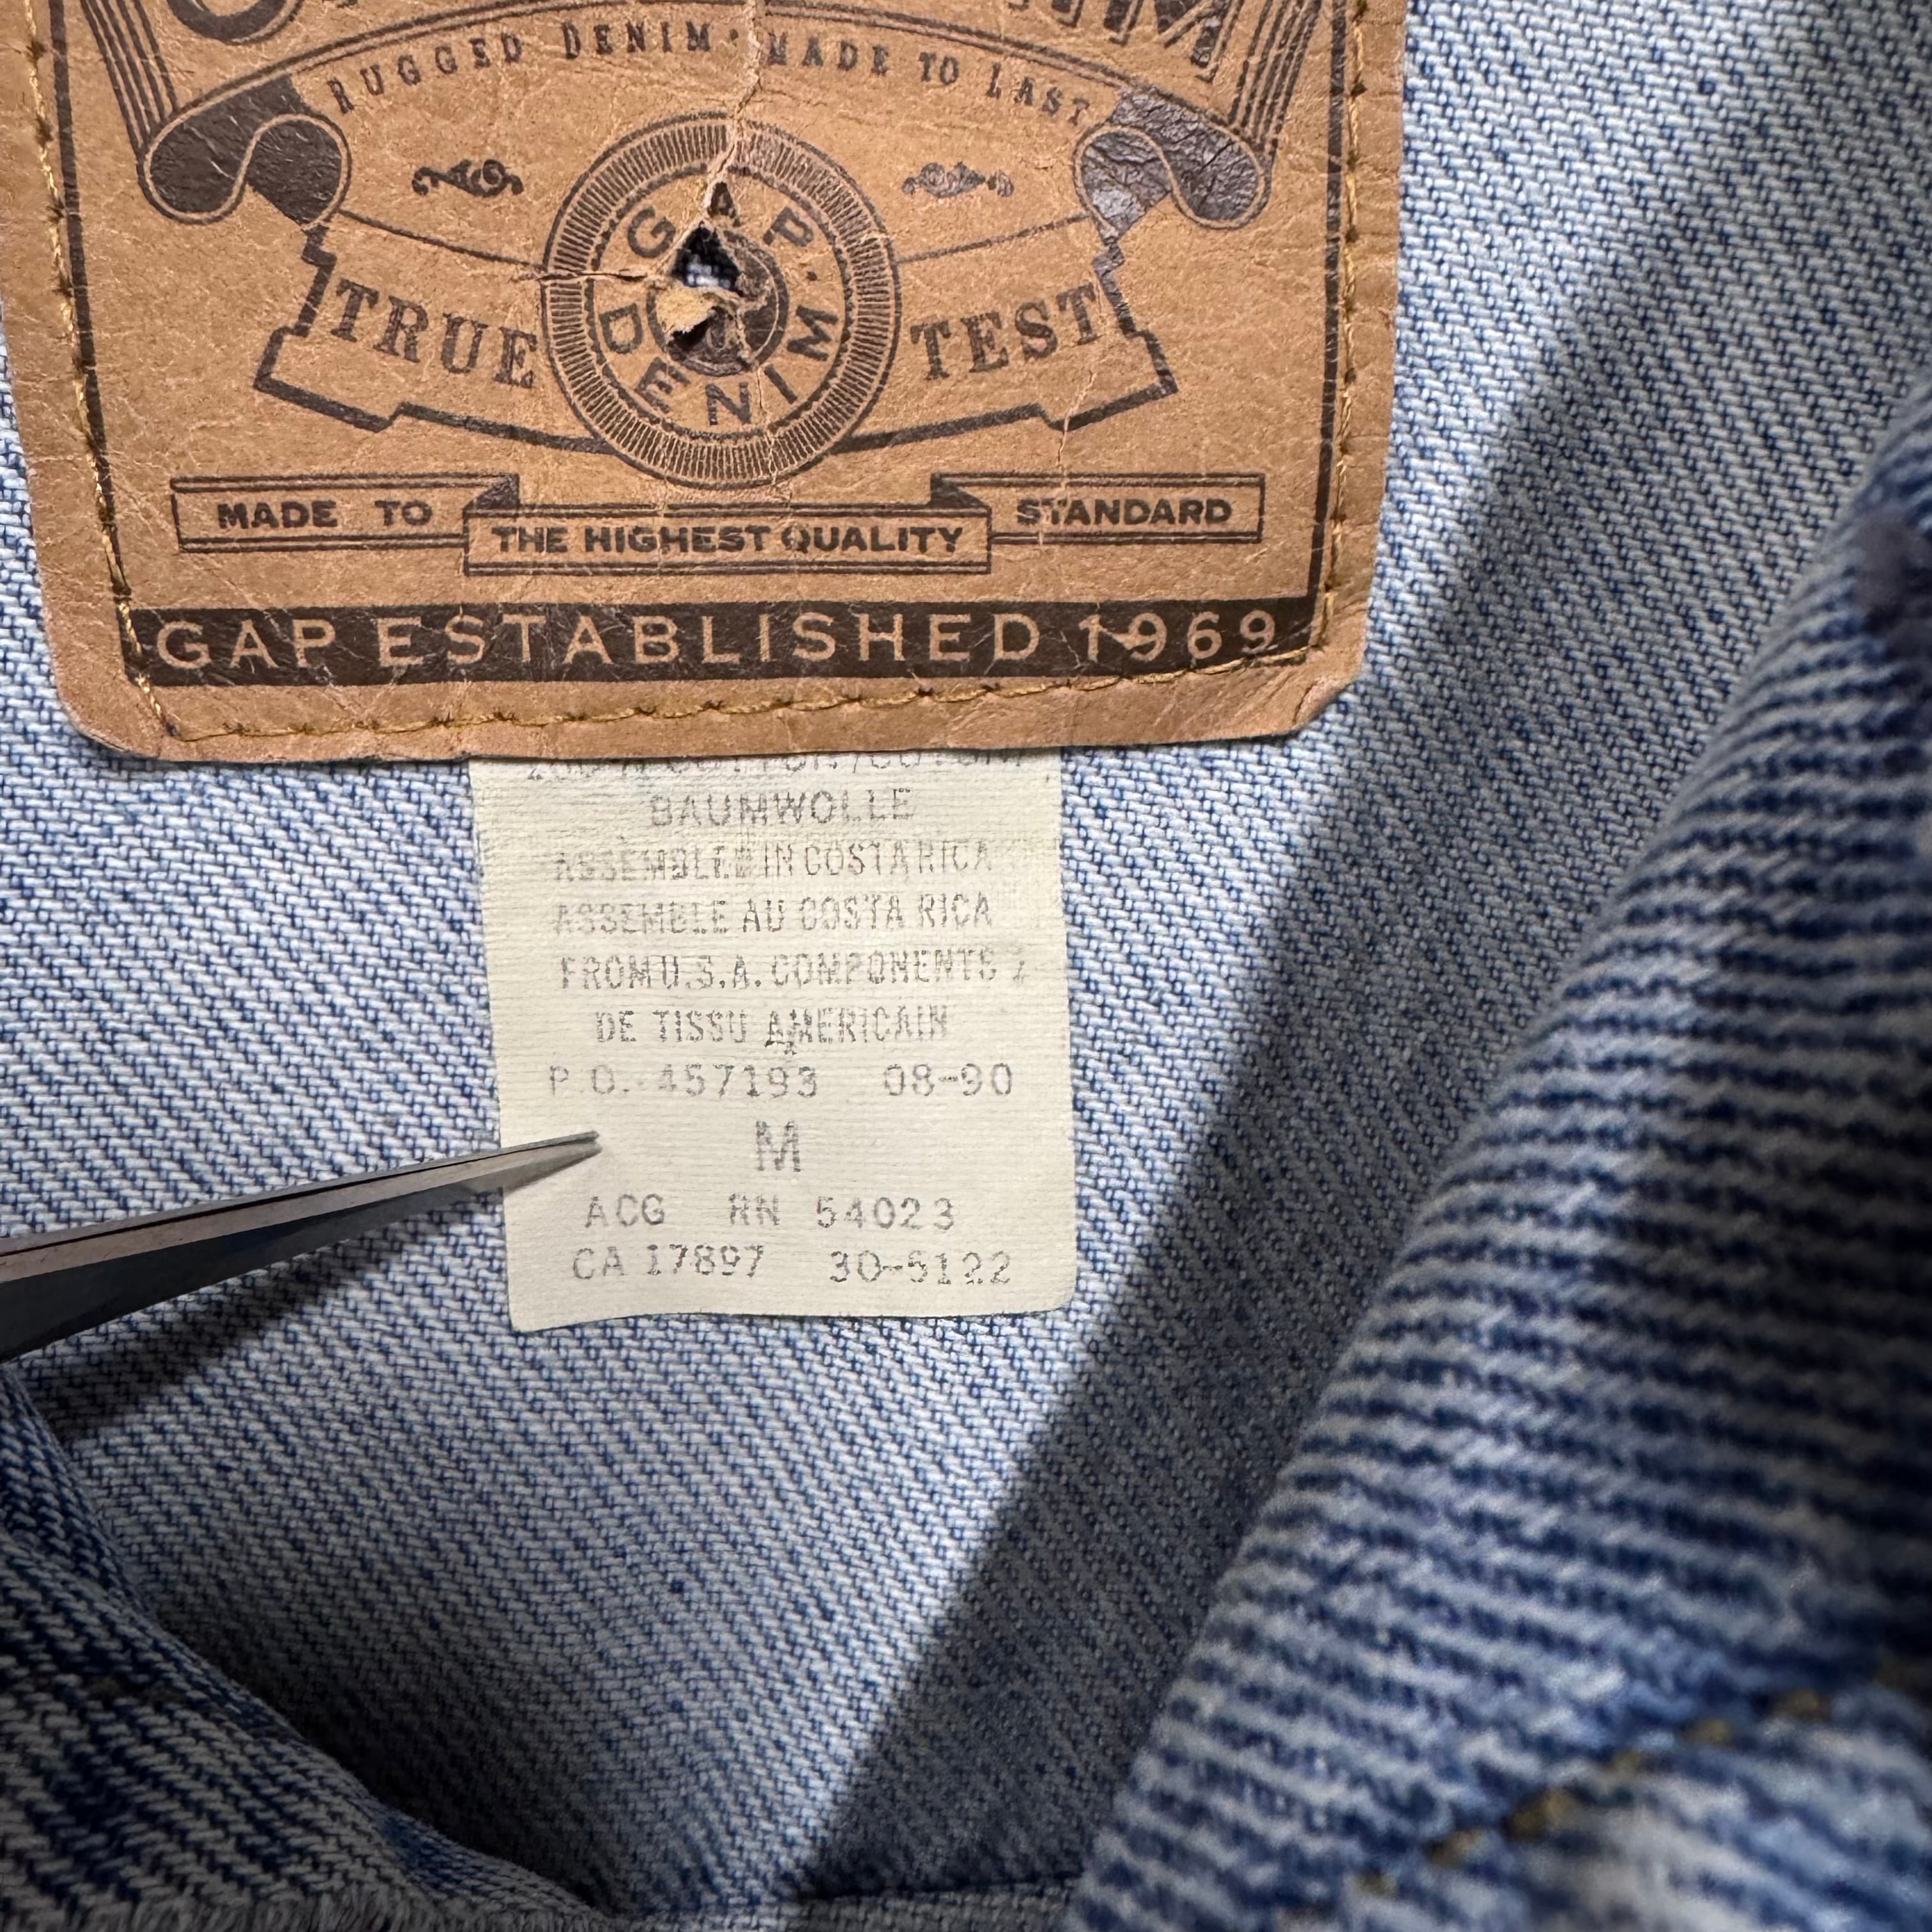 RUGGED DENIM · MADE TO LAST
GAP · DENIM
TRUE TEST
MADE TO THE HIGHEST QUALITY STANDARD
GAP ESTABLISHED 1969
BAUMWOLLE
ASSEMBLED IN COSTA RICA
ASSEMBLE AU COSTA RICA
FROM U.S.A. COMPONENTS /
DE TISSU AMERICAIN
P.O. 457193 08-90
M
ACG RN 54023
CA 17897 30-5122